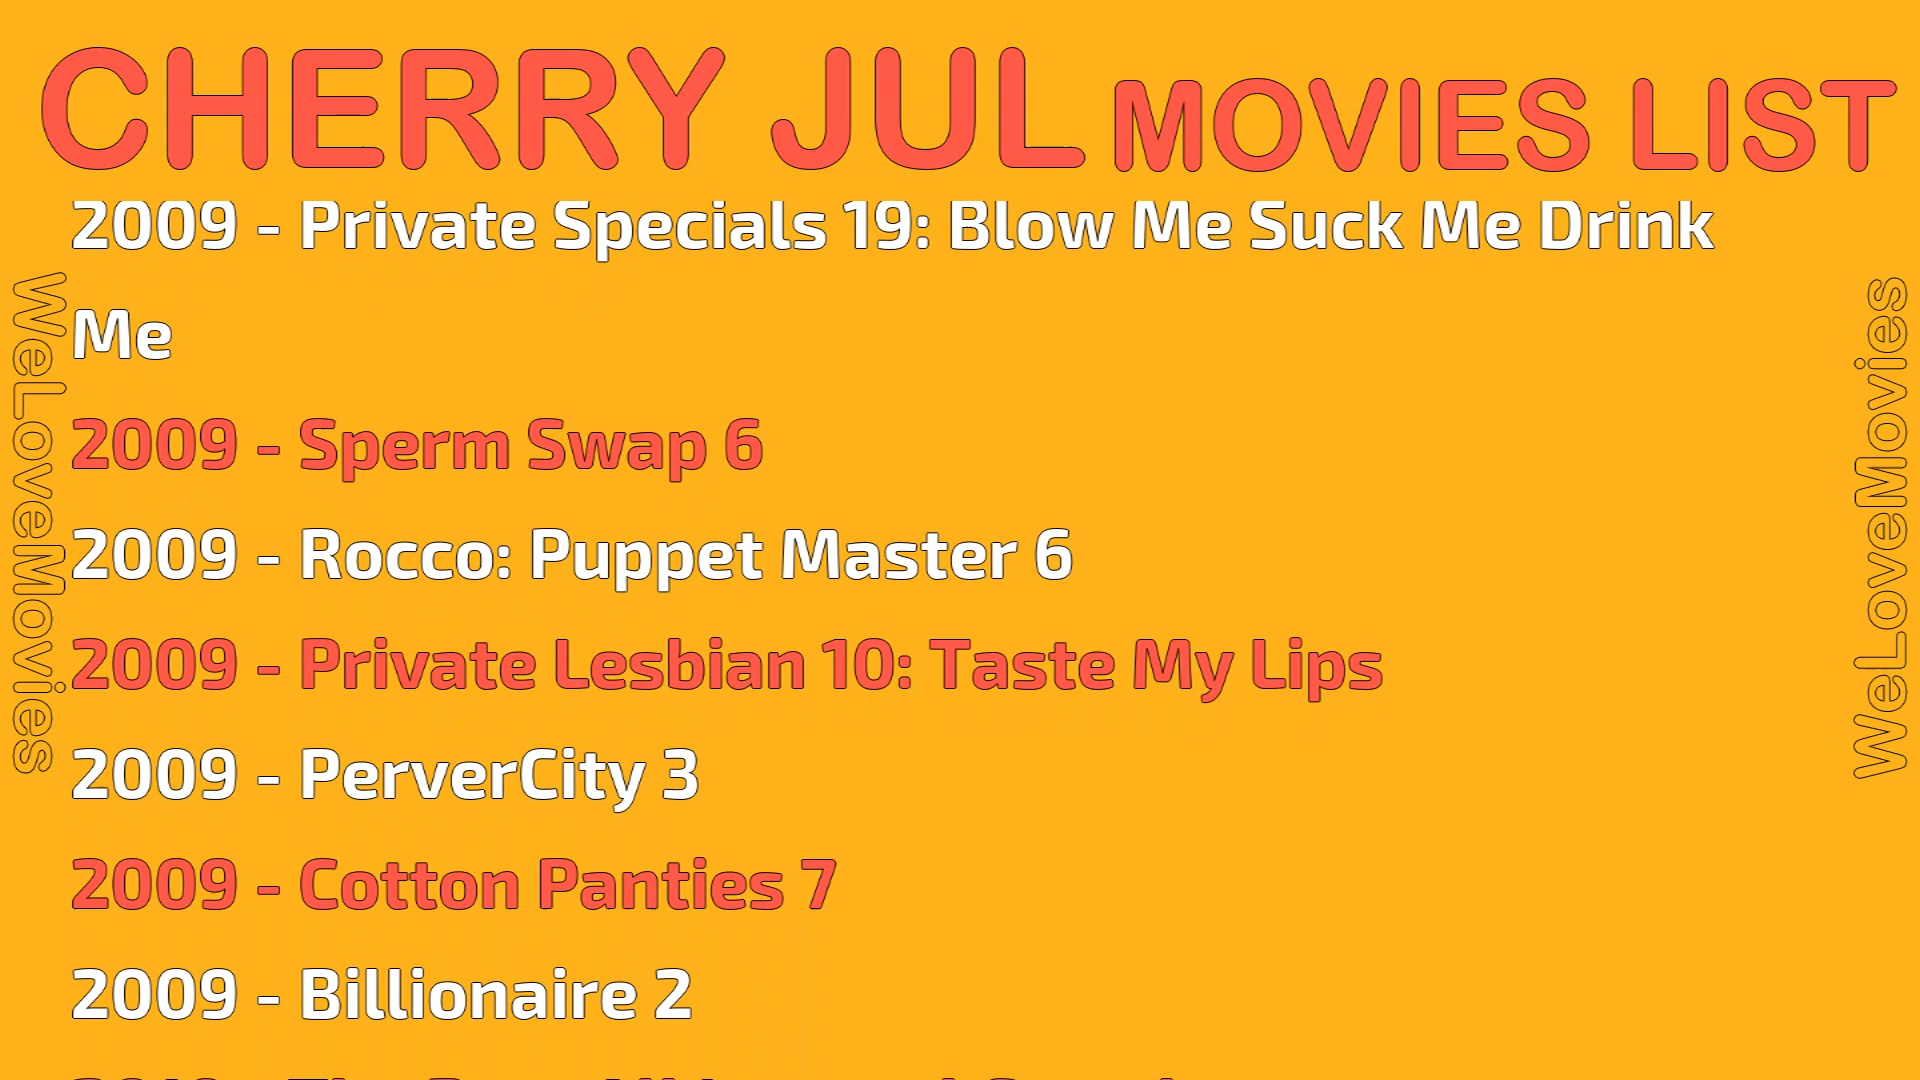 CHERRY JUL MOVIES LIST
2009 - Private Specials 19: Blow Me Suck Me Drink
Me
2009 - Sperm Swap 6
2009 - Rocco: Puppet Master 6
2009 - Private Lesbian 10: Taste My Lips
2009 - PerverCity 3
2009 - Cotton Panties 7
2009 - Billionaire 2
WeLoveMovies
WeLoveMovies